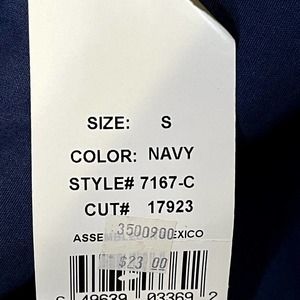 SIZE: S
COLOR: NAVY
STYLE# 7167-C
CUT# 17923
3500900
$23.00
49639 03369 2